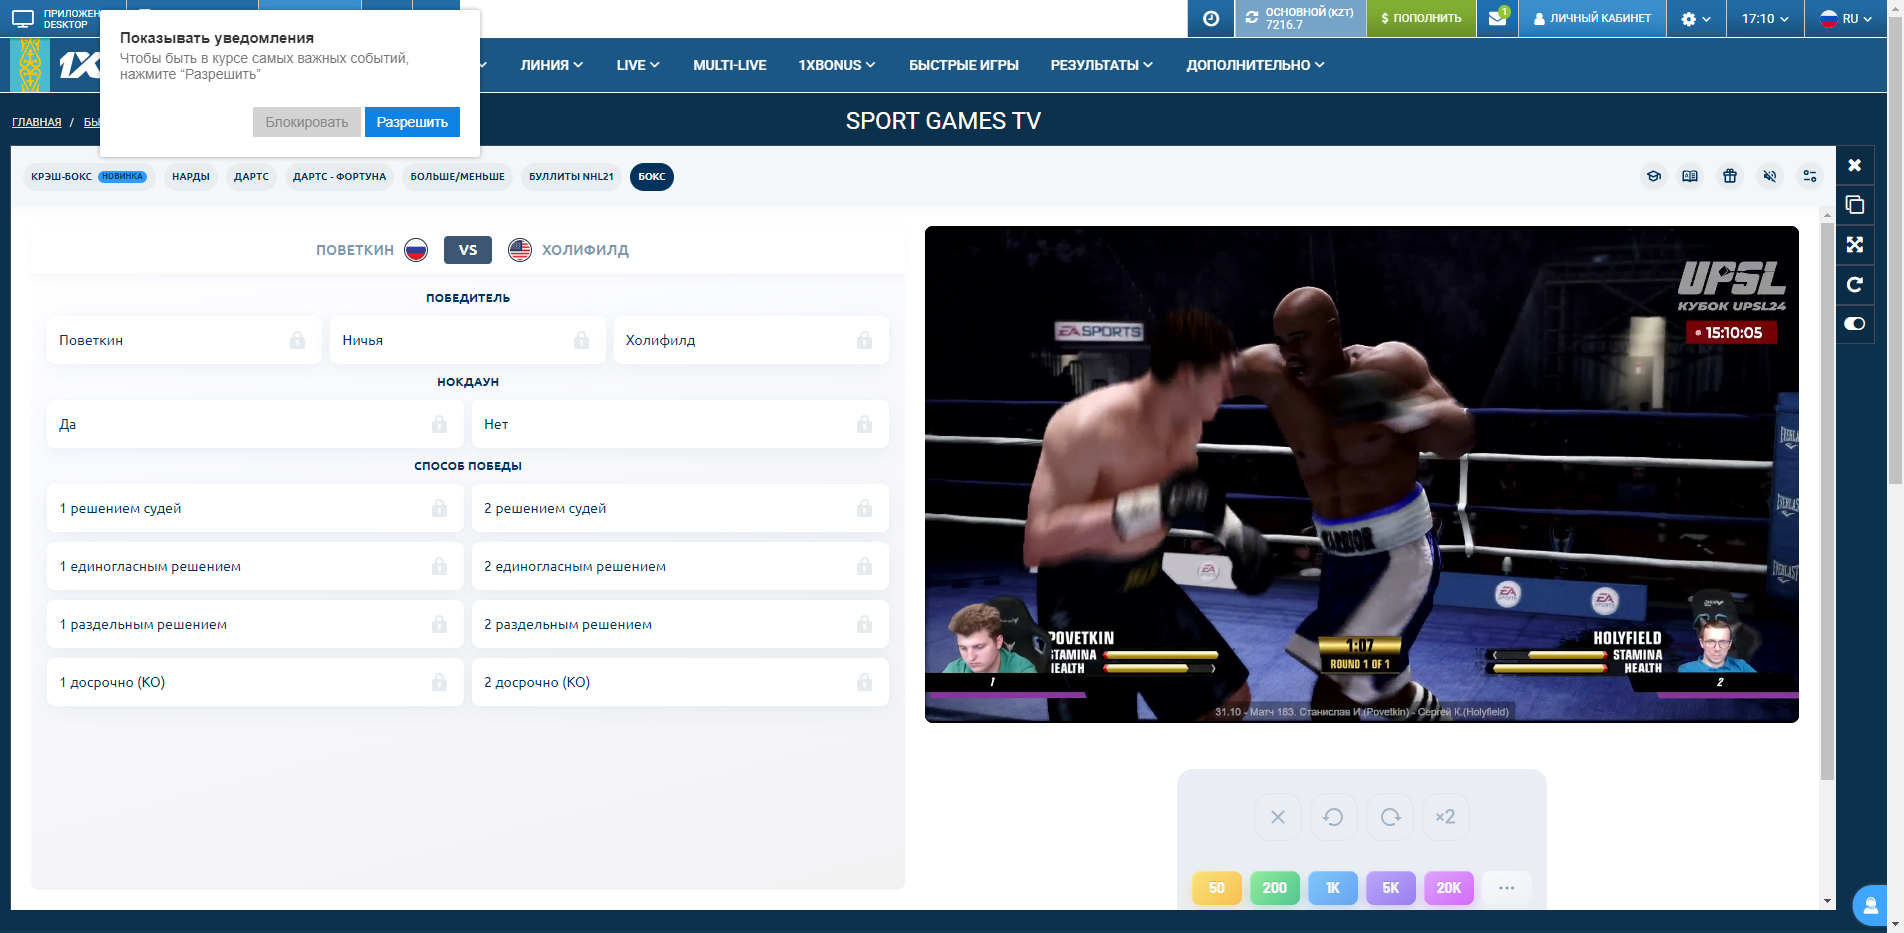 ПРИЛОЖЕН
DESKTOP
ОСНОВНОЙ (KZT)
7216.7
$ ПОПОЛНИТЬ
1
ЛИЧНЫЙ КАБИНЕТ
17:10
RU
Показывать уведомления
Чтобы быть в курсе самых важных событий,
нажмите “Разрешить”
Блокировать
Разрешить
1X
ЛИНИЯ
LIVE
MULTI-LIVE
1XBONUS
БЫСТРЫЕ ИГРЫ
РЕЗУЛЬТАТЫ
ДОПОЛНИТЕЛЬНО
ГЛАВНАЯ / БЫ
SPORT GAMES TV
КРЭШ-БОКС НОВИНКА
НАРДЫ
ДАРТС
ДАРТС - ФОРТУНА
БОЛЬШЕ/МЕНЬШЕ
БУЛЛИТЫ NHL21
БОКС
ПОВЕТКИН VS ХОЛИФИЛД
ПОБЕДИТЕЛЬ
Поветкин
Ничья
Холифилд
НОКДАУН
Да
Нет
СПОСОБ ПОБЕДЫ
1 решением судей
2 решением судей
1 единогласным решением
2 единогласным решением
1 раздельным решением
2 раздельным решением
1 досрочно (КО)
2 досрочно (КО)
UPSL
КУБОК UPSL24
15:10:05
EA SPORTS
EVERLAST
WARRIOR
POVETKIN
STAMINA
HEALTH
1
1:07
ROUND 1 OF 1
HOLYFIELD
STAMINA
HEALTH
2
31.10 - Матч 183. Станислав И.(Povetkin) - Сергей К.(Holyfield)
×2
50
200
1K
5K
20K
...